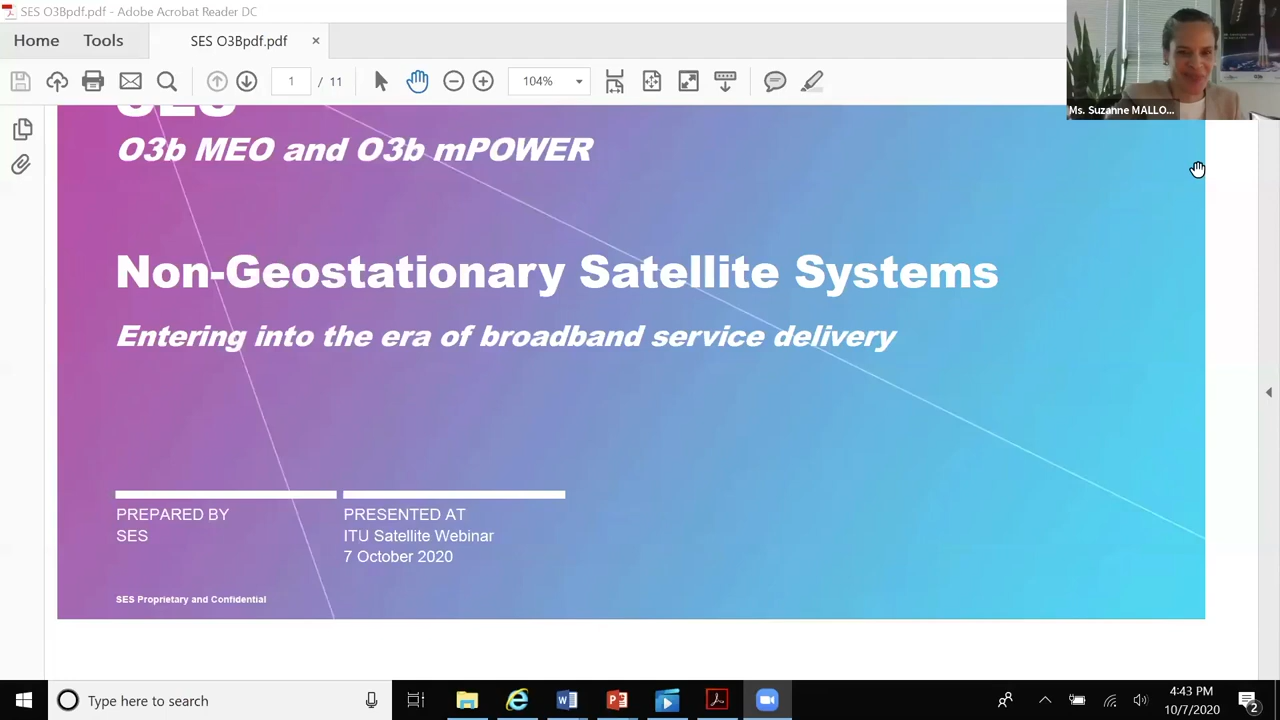 SES O3Bpdf.pdf - Adobe Acrobat Reader DC
Home
Tools
SES O3Bpdf.pdf
×
1
/ 11
104%
Ms. Suzanne MALLO...
SES
O3b MEO and O3b mPOWER
Non-Geostationary Satellite Systems
Entering into the era of broadband service delivery
PREPARED BY
SES
PRESENTED AT
ITU Satellite Webinar
7 October 2020
SES Proprietary and Confidential
Type here to search
4:43 PM
10/7/2020
2